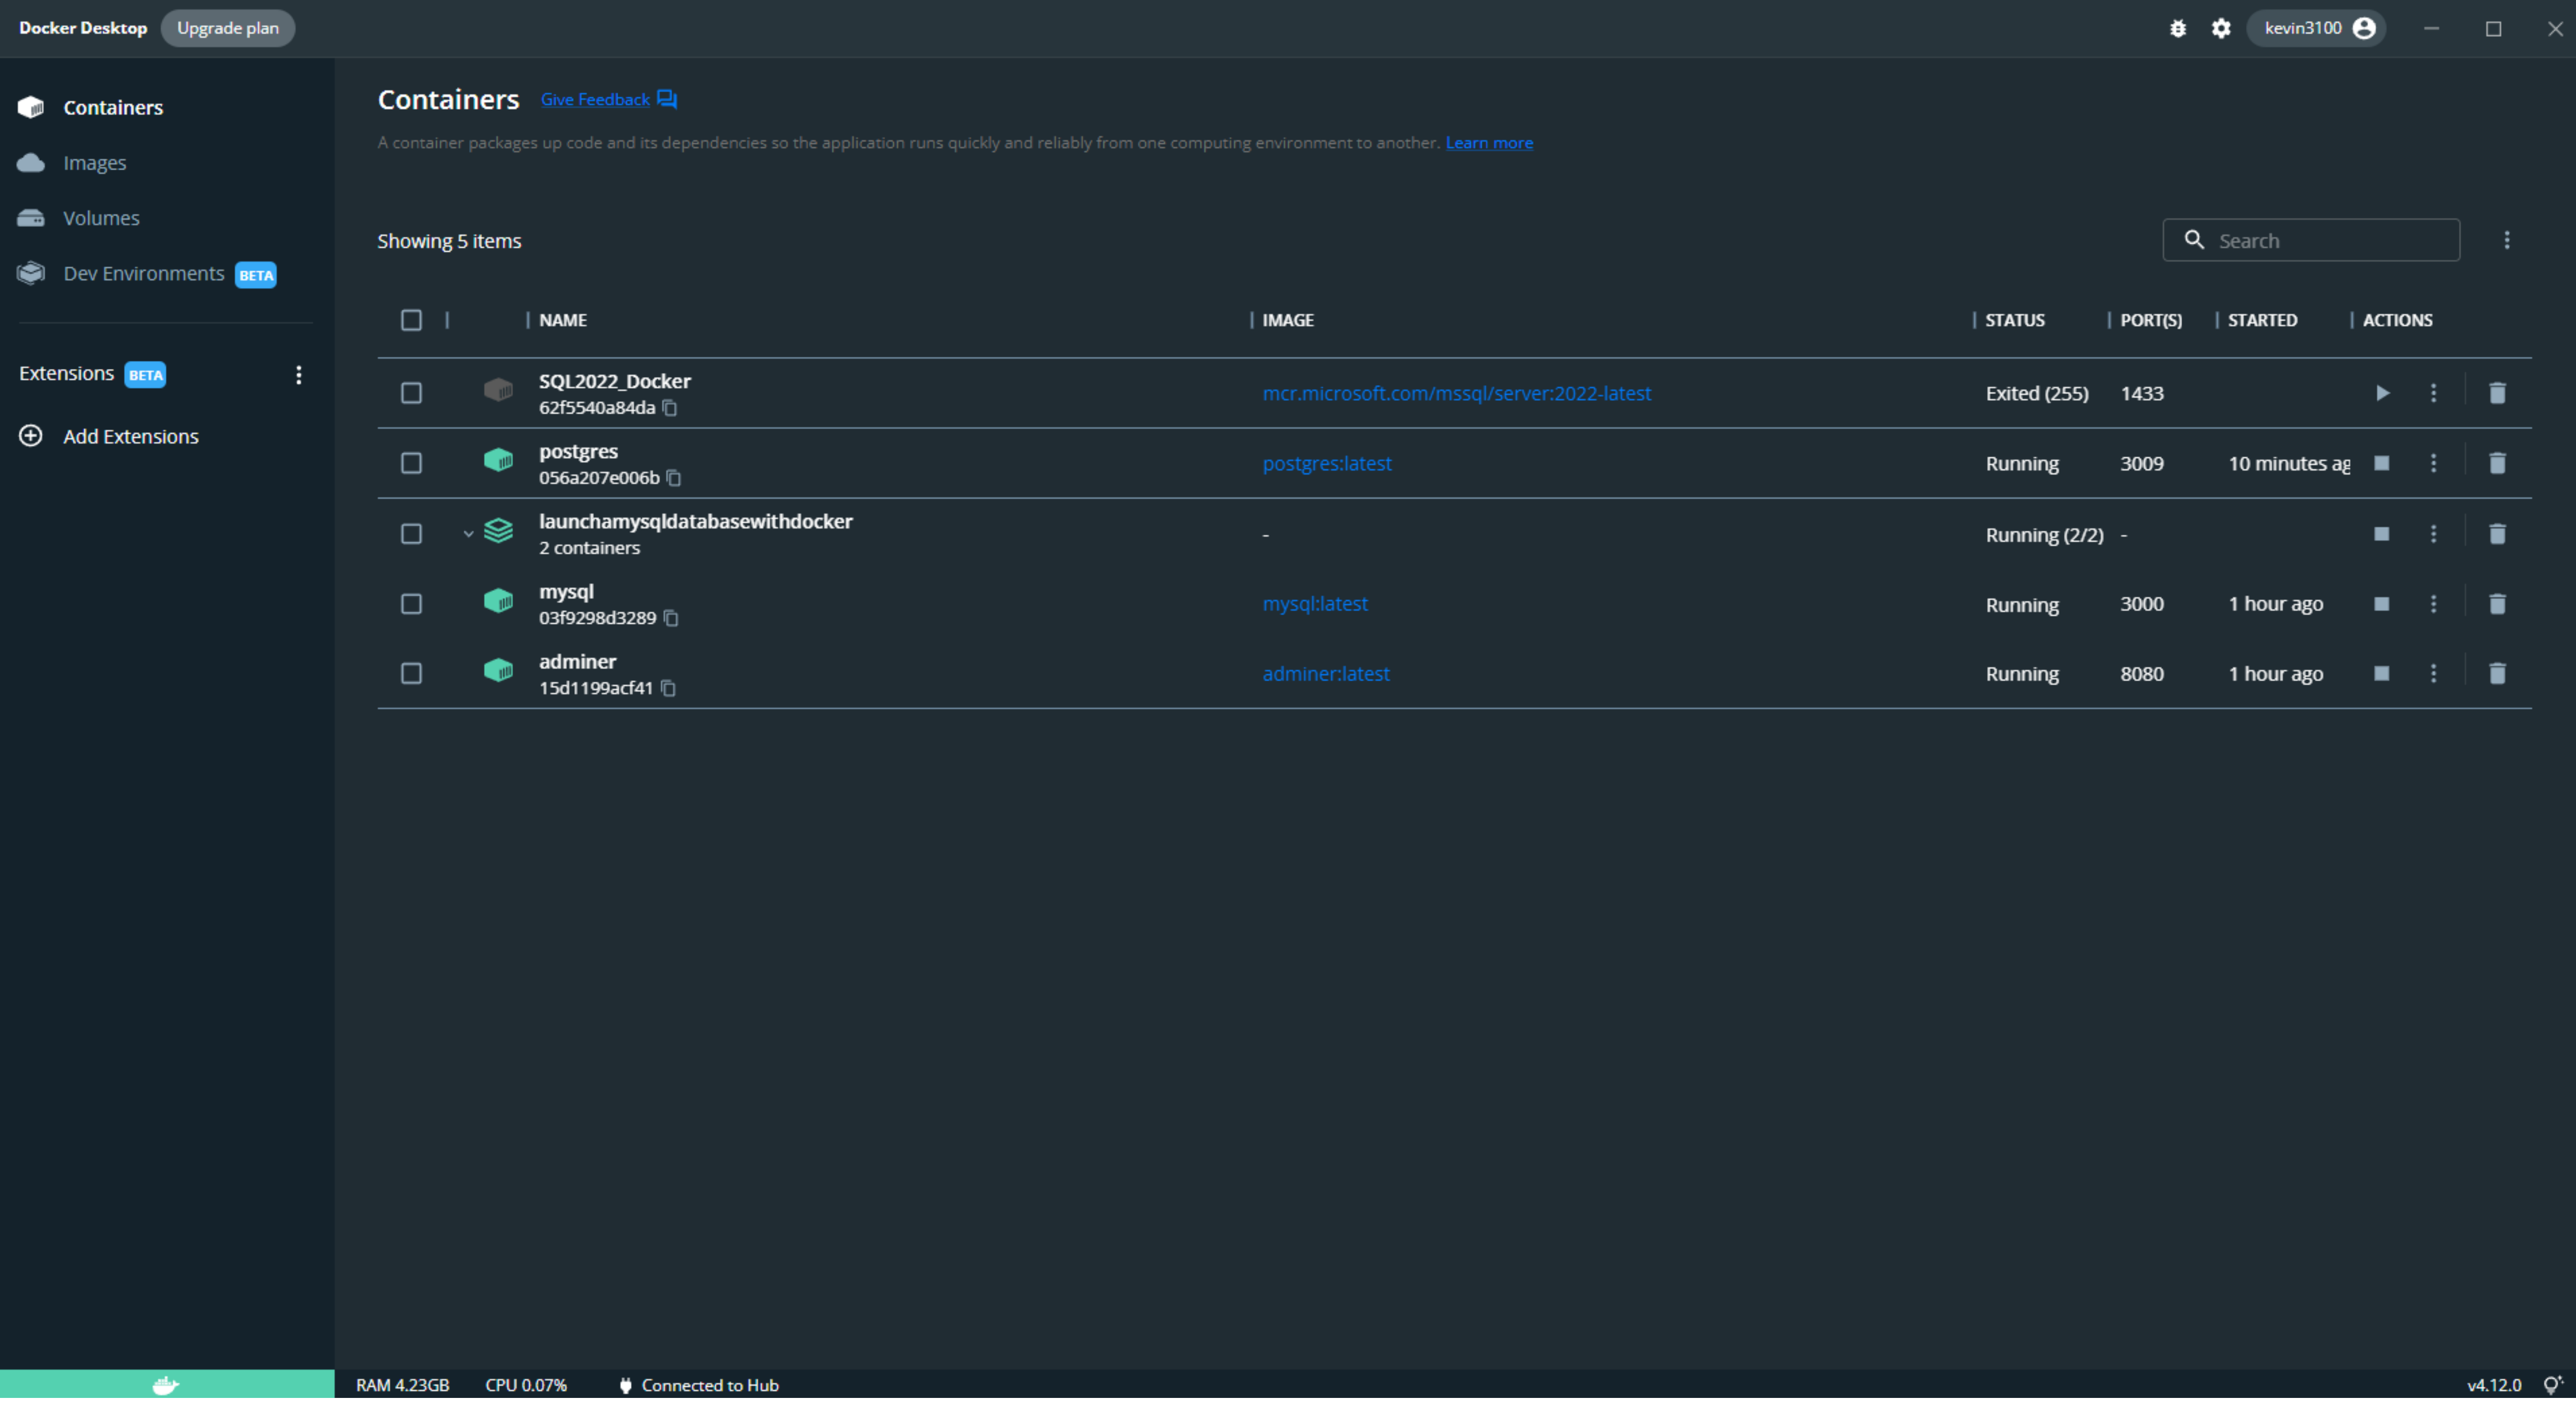 Docker Desktop Upgrade plan kevin3100
Containers
Images
Volumes
Dev Environments BETA
Extensions BETA
Add Extensions
Containers Give Feedback
A container packages up code and its dependencies so the application runs quickly and reliably from one computing environment to another. Learn more
Showing 5 items Search
NAME IMAGE STATUS PORT(S) STARTED ACTIONS
SQL2022_Docker
62f5540a84da mcr.microsoft.com/mssql/server:2022-latest Exited (255) 1433
postgres
056a207e006b postgres:latest Running 3009 10 minutes ag
launchamysqldatabasewithdocker
2 containers - Running (2/2) -
mysql
03f9298d3289 mysql:latest Running 3000 1 hour ago
adminer
15d1199acf41 adminer:latest Running 8080 1 hour ago
RAM 4.23GB CPU 0.07% Connected to Hub v4.12.0